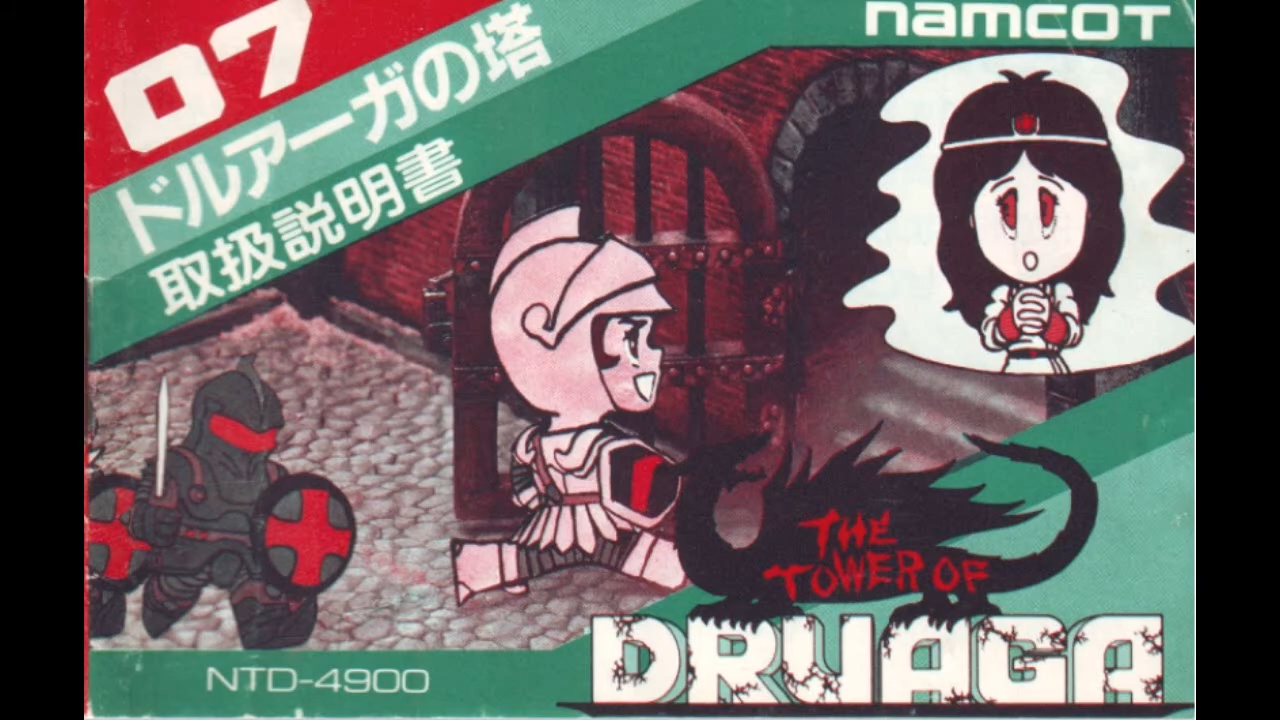 07
namcoT
ドルアーガの塔
取扱説明書
THE
TOWER OF
DRUAGA
NTD-4900